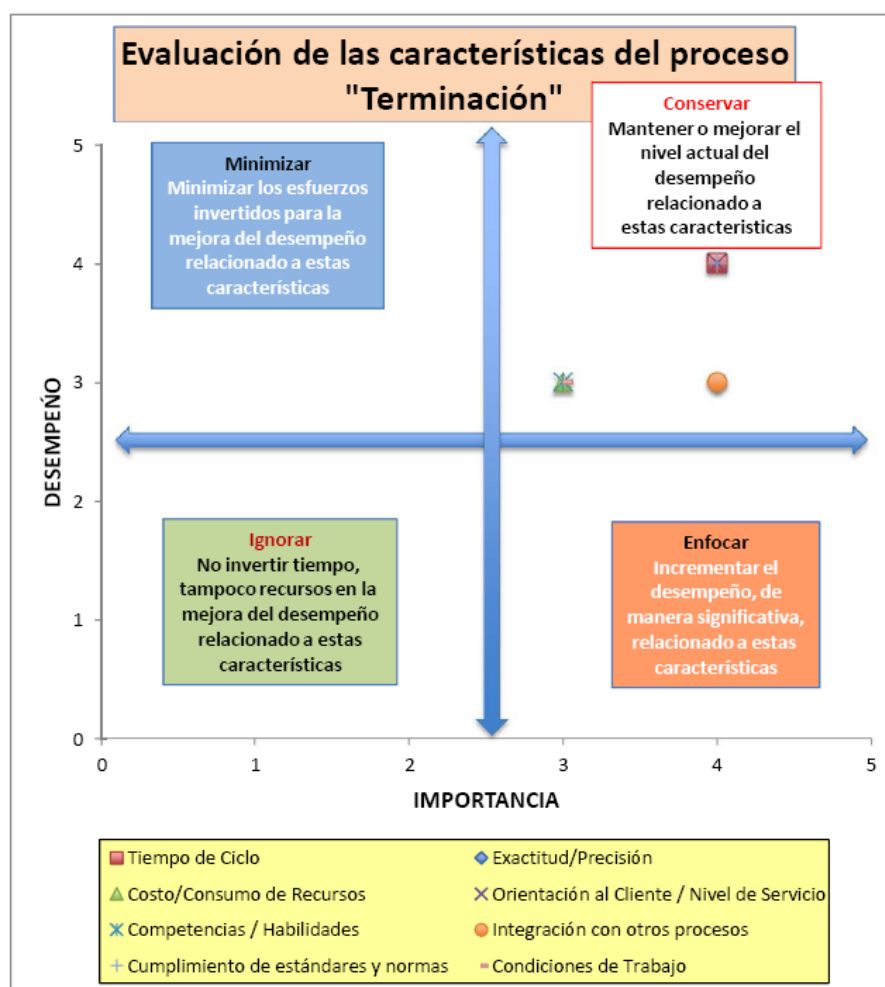 Evaluación de las características del proceso
"Terminación"
Conservar
Mantener o mejorar el
nivel actual del
desempeño
relacionado a
estas caracteristicas
Minimizar
Minimizar los esfuerzos
invertidos para la
mejora del desempeño
relacionado a estas
características
5
4
3
2
1
0
DESEMPEÑO
Ignorar
No invertir tiempo,
tampoco recursos en la
mejora del desempeño
relacionado a estas
características
Enfocar
Incrementar el
desempeño, de
manera significativa,
relacionado a estas
características
0 1 2 3 4 5
IMPORTANCIA
Tiempo de Ciclo Exactitud/Precisión
Costo/Consumo de Recursos Orientación al Cliente / Nivel de Servicio
Competencias / Habilidades Integración con otros procesos
Cumplimiento de estándares y normas Condiciones de Trabajo